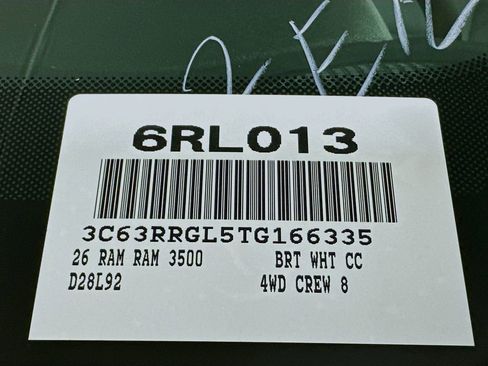 6RL013
3C63RRGL5TG166335
26 RAM RAM 3500 BRT WHT CC
D28L92 4WD CREW 8